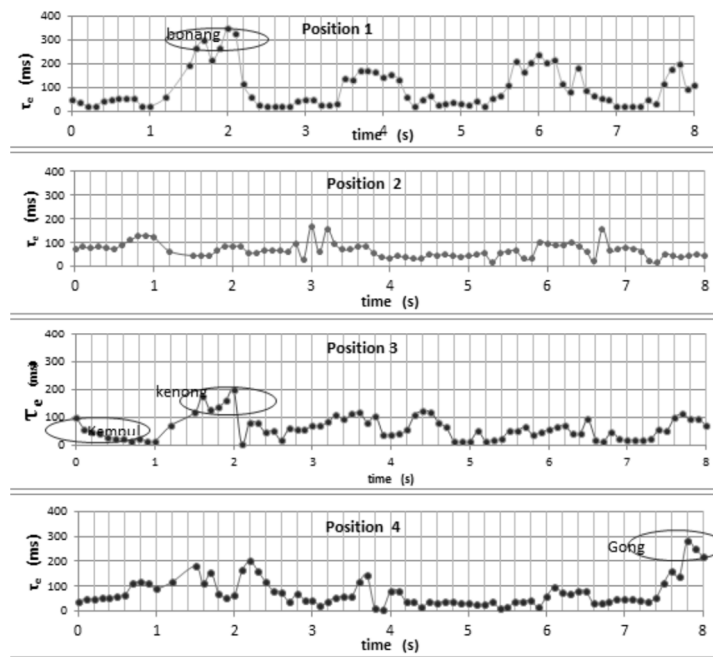 Position 1
bonang
400
300
200
100
0
τe (ms)
0 1 2 3 4 5 6 7 8
time (s)
Position 2
400
300
200
100
0
τe (ms)
0 1 2 3 4 5 6 7 8
time (s)
Position 3
kenong
Kempul
400
300
200
100
0
τe (ms)
0 1 2 3 4 5 6 7 8
time (s)
Position 4
Gong
400
300
200
100
0
τe (ms)
0 1 2 3 4 5 6 7 8
time (s)